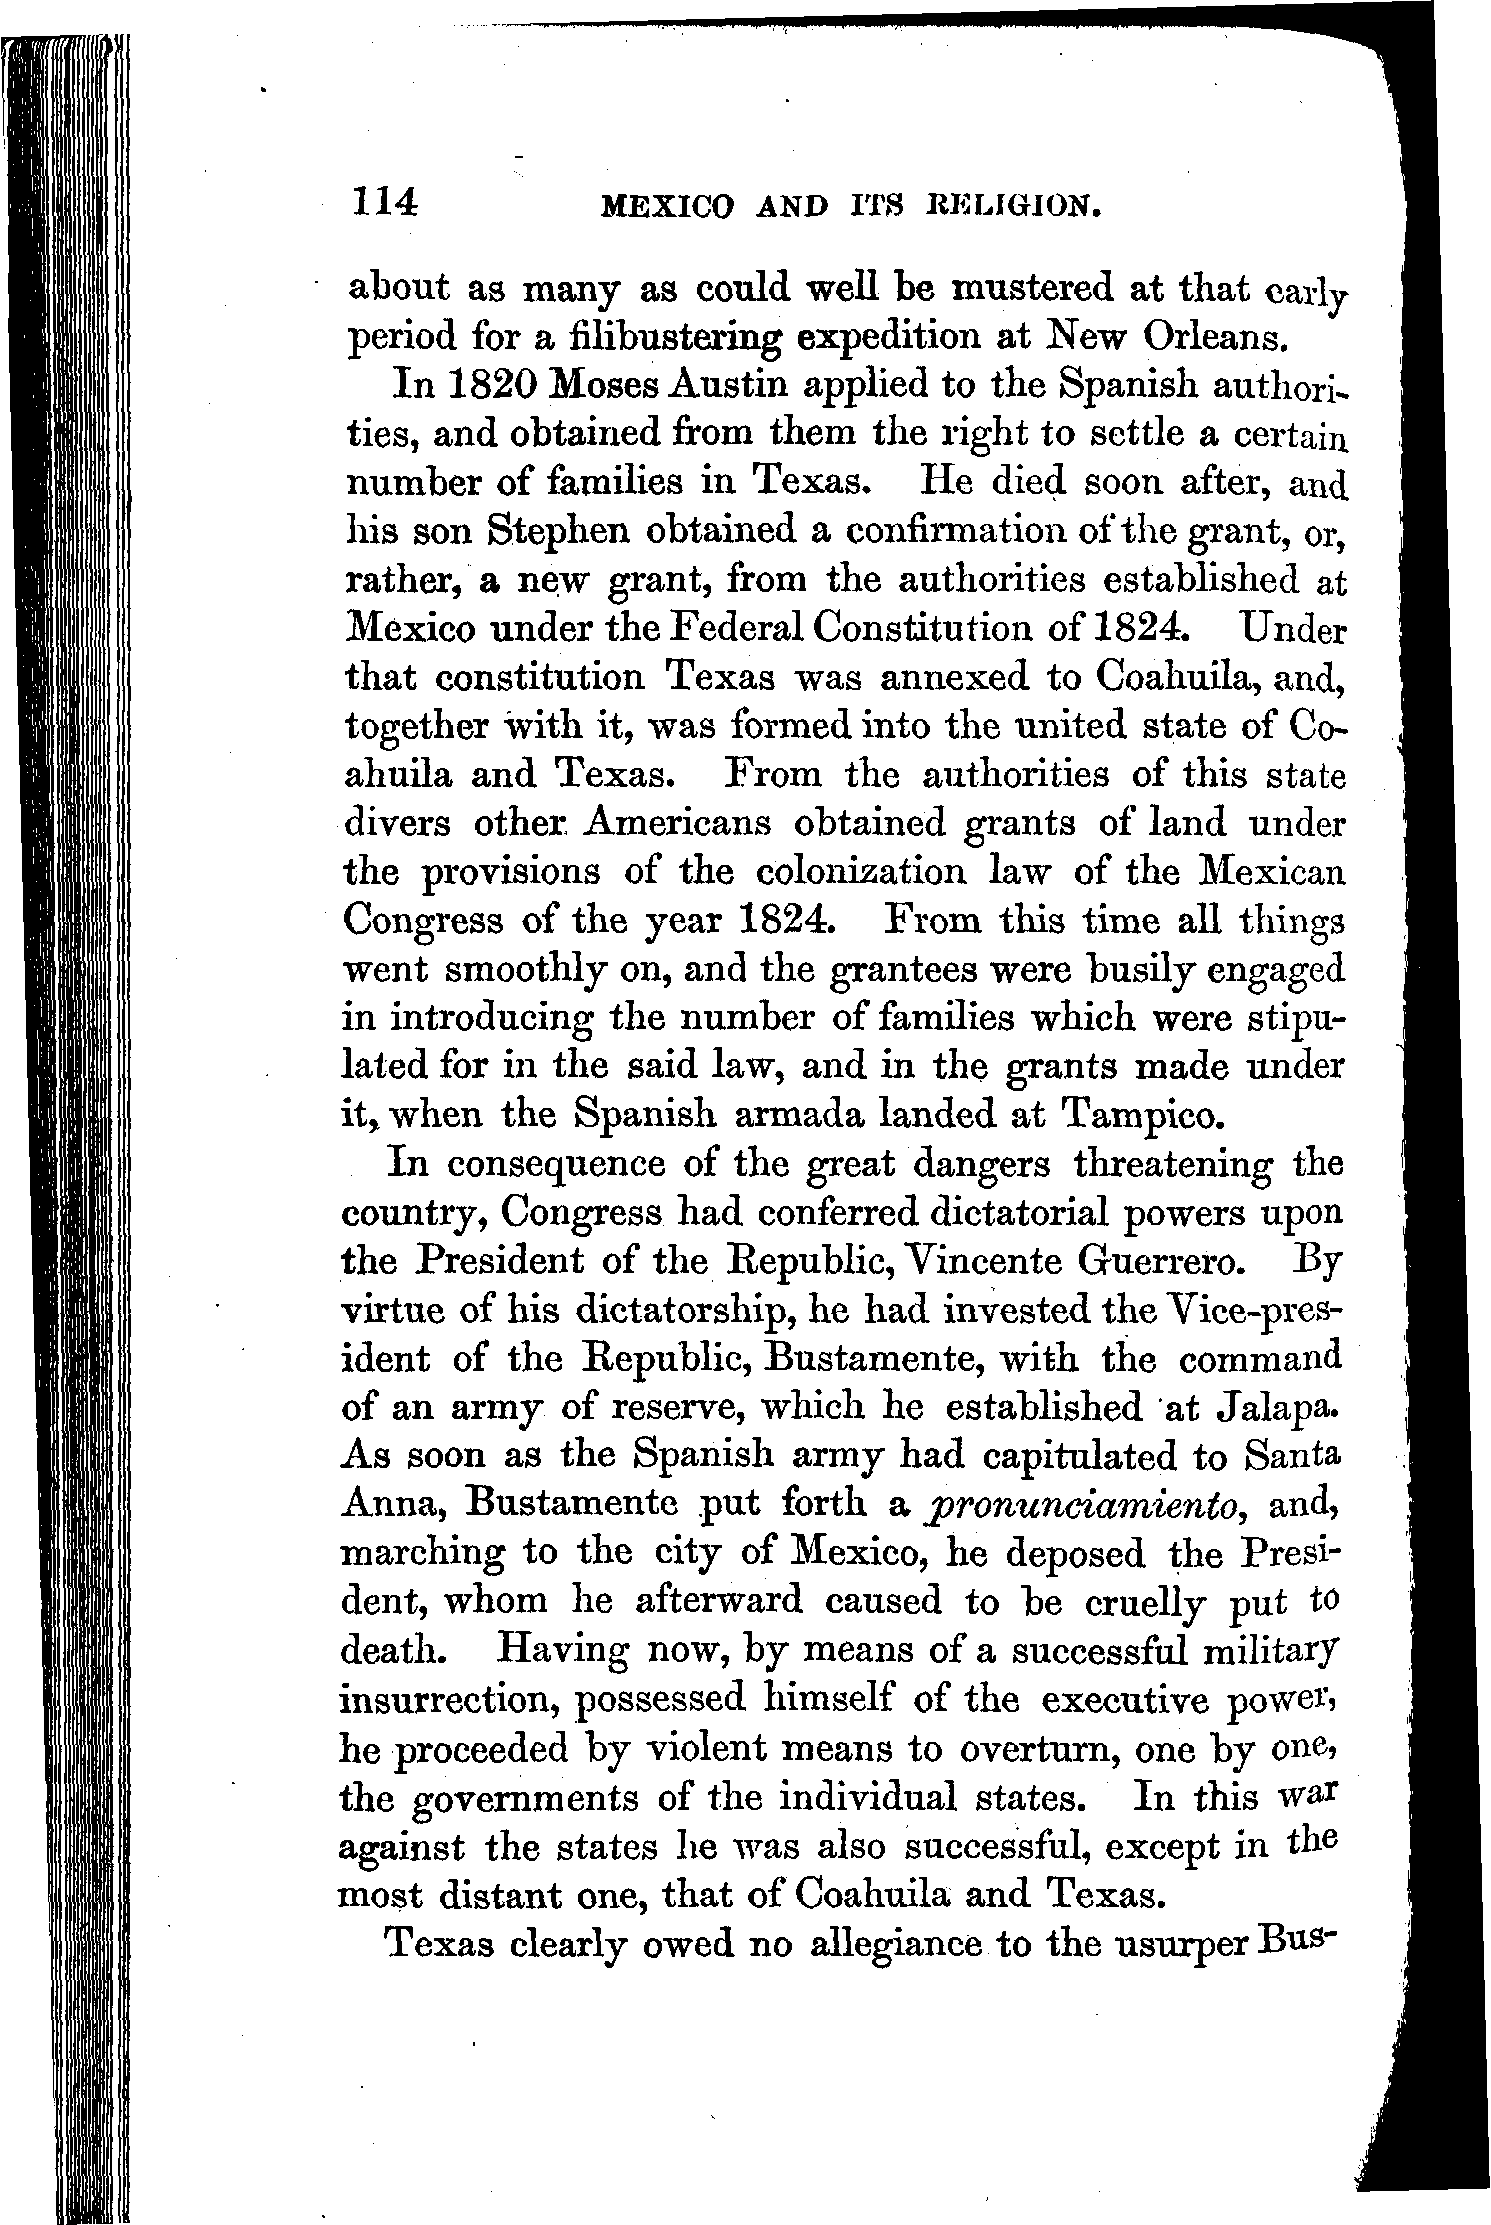 114 MEXICO AND ITS RELIGION.
about as many as could well be mustered at that early
period for a filibustering expedition at New Orleans.
In 1820 Moses Austin applied to the Spanish authori-
ties, and obtained from them the right to settle a certain
number of families in Texas. He died soon after, and
his son Stephen obtained a confirmation of the grant, or,
rather, a new grant, from the authorities established at
Mexico under the Federal Constitution of 1824. Under
that constitution Texas was annexed to Coahuila, and,
together with it, was formed into the united state of Co-
ahuila and Texas. From the authorities of this state
divers other Americans obtained grants of land under
the provisions of the colonization law of the Mexican
Congress of the year 1824. From this time all things
went smoothly on, and the grantees were busily engaged
in introducing the number of families which were stipu-
lated for in the said law, and in the grants made under
it, when the Spanish armada landed at Tampico.
In consequence of the great dangers threatening the
country, Congress had conferred dictatorial powers upon
the President of the Republic, Vincente Guerrero. By
virtue of his dictatorship, he had invested the Vice-pres-
ident of the Republic, Bustamente, with the command
of an army of reserve, which he established at Jalapa.
As soon as the Spanish army had capitulated to Santa
Anna, Bustamente put forth a pronunciamiento, and,
marching to the city of Mexico, he deposed the Presi-
dent, whom he afterward caused to be cruelly put to
death. Having now, by means of a successful military
insurrection, possessed himself of the executive power,
he proceeded by violent means to overturn, one by one,
the governments of the individual states. In this war
against the states he was also successful, except in the
most distant one, that of Coahuila and Texas.
Texas clearly owed no allegiance to the usurper Bus-